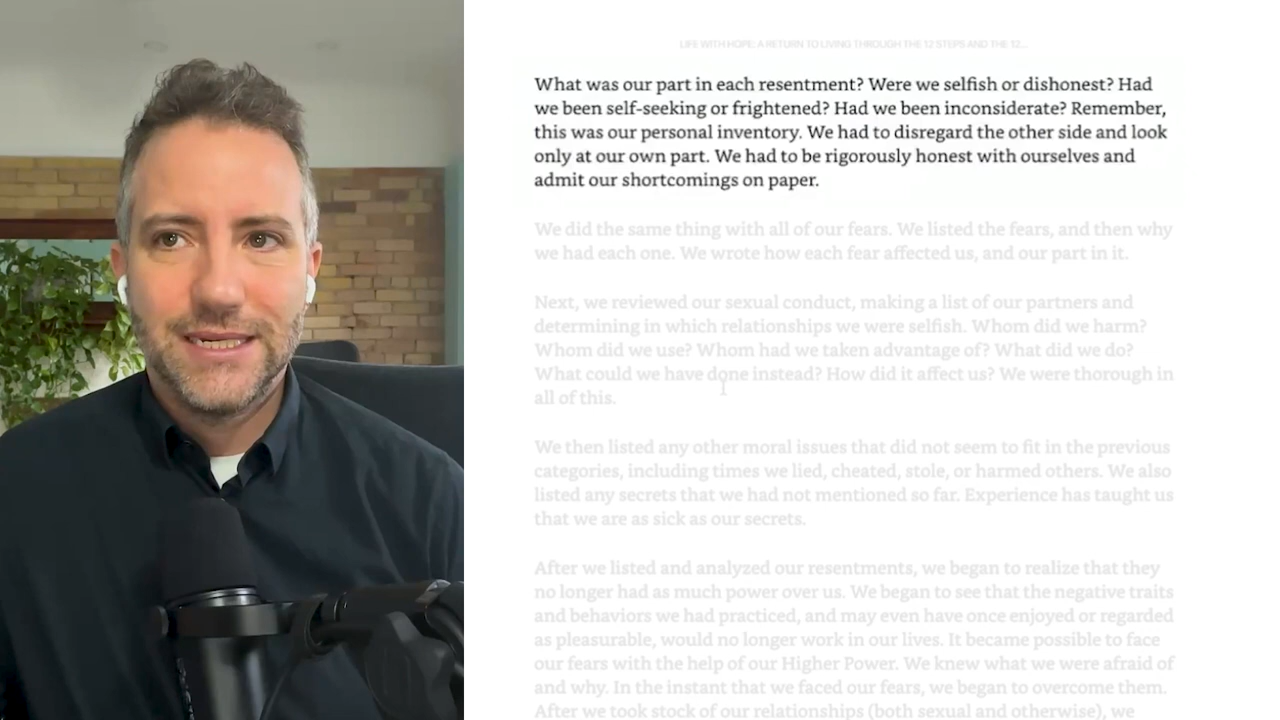 LIFE WITH HOPE: A RETURN TO LIVING THROUGH THE 12 STEPS AND THE 12...
What was our part in each resentment? Were we selfish or dishonest? Had
we been self-seeking or frightened? Had we been inconsiderate? Remember,
this was our personal inventory. We had to disregard the other side and look
only at our own part. We had to be rigorously honest with ourselves and
admit our shortcomings on paper.
We did the same thing with all of our fears. We listed the fears, and then why
we had each one. We wrote how each fear affected us, and our part in it.
Next, we reviewed our sexual conduct, making a list of our partners and
determining in which relationships we were selfish. Whom did we harm?
Whom did we use? Whom had we taken advantage of? What did we do?
What could we have done instead? How did it affect us? We were thorough in
all of this.
We then listed any other moral issues that did not seem to fit in the previous
categories, including times we lied, cheated, stole, or harmed others. We also
listed any secrets that we had not mentioned so far. Experience has taught us
that we are as sick as our secrets.
After we listed and analyzed our resentments, we began to realize that they
no longer had as much power over us. We began to see that the negative traits
and behaviors we had practiced, and may even have once enjoyed or regarded
as pleasurable, would no longer work in our lives. It became possible to face
our fears with the help of our Higher Power. We knew what we were afraid of
and why. In the instant that we faced our fears, we began to overcome them.
After we took stock of our relationships (both sexual and otherwise), we